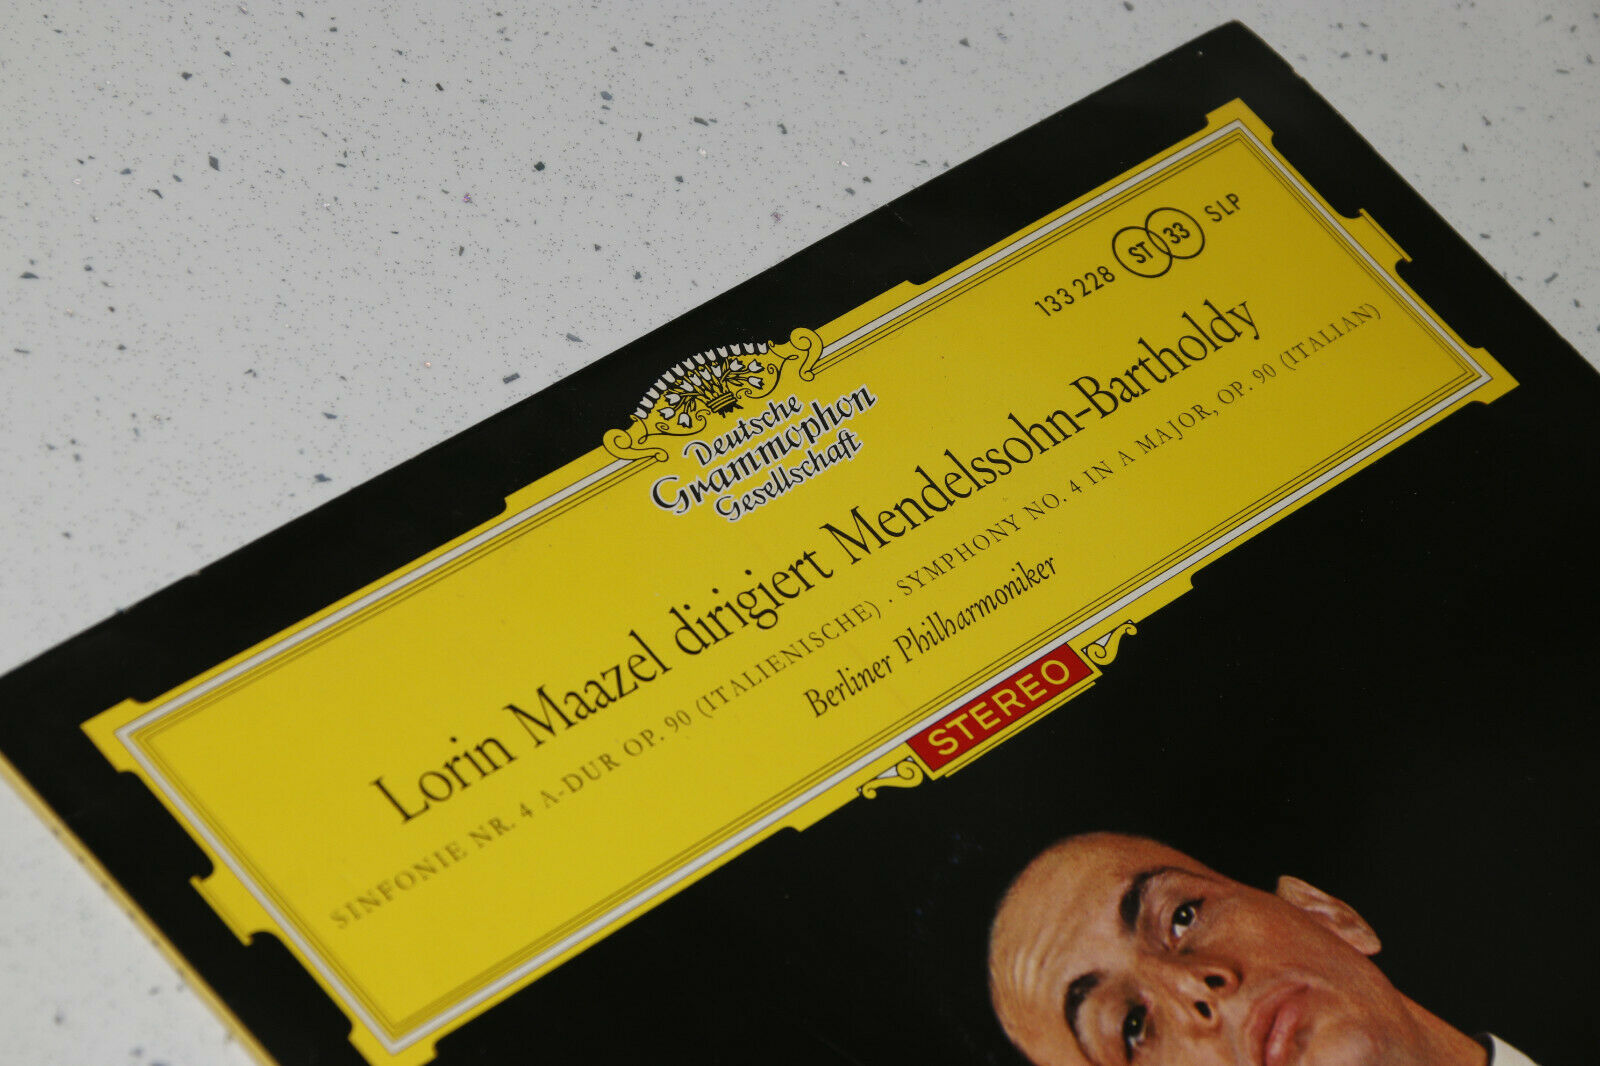 133 228 ST 33 SLP
Deutsche
Grammophon
Gesellschaft
Lorin Maazel dirigiert Mendelssohn-Bartholdy
SINFONIE NR. 4 A-DUR OP. 90 (ITALIENISCHE) · SYMPHONY NO. 4 IN A MAJOR, OP. 90 (ITALIAN)
Berliner Philharmoniker
STEREO